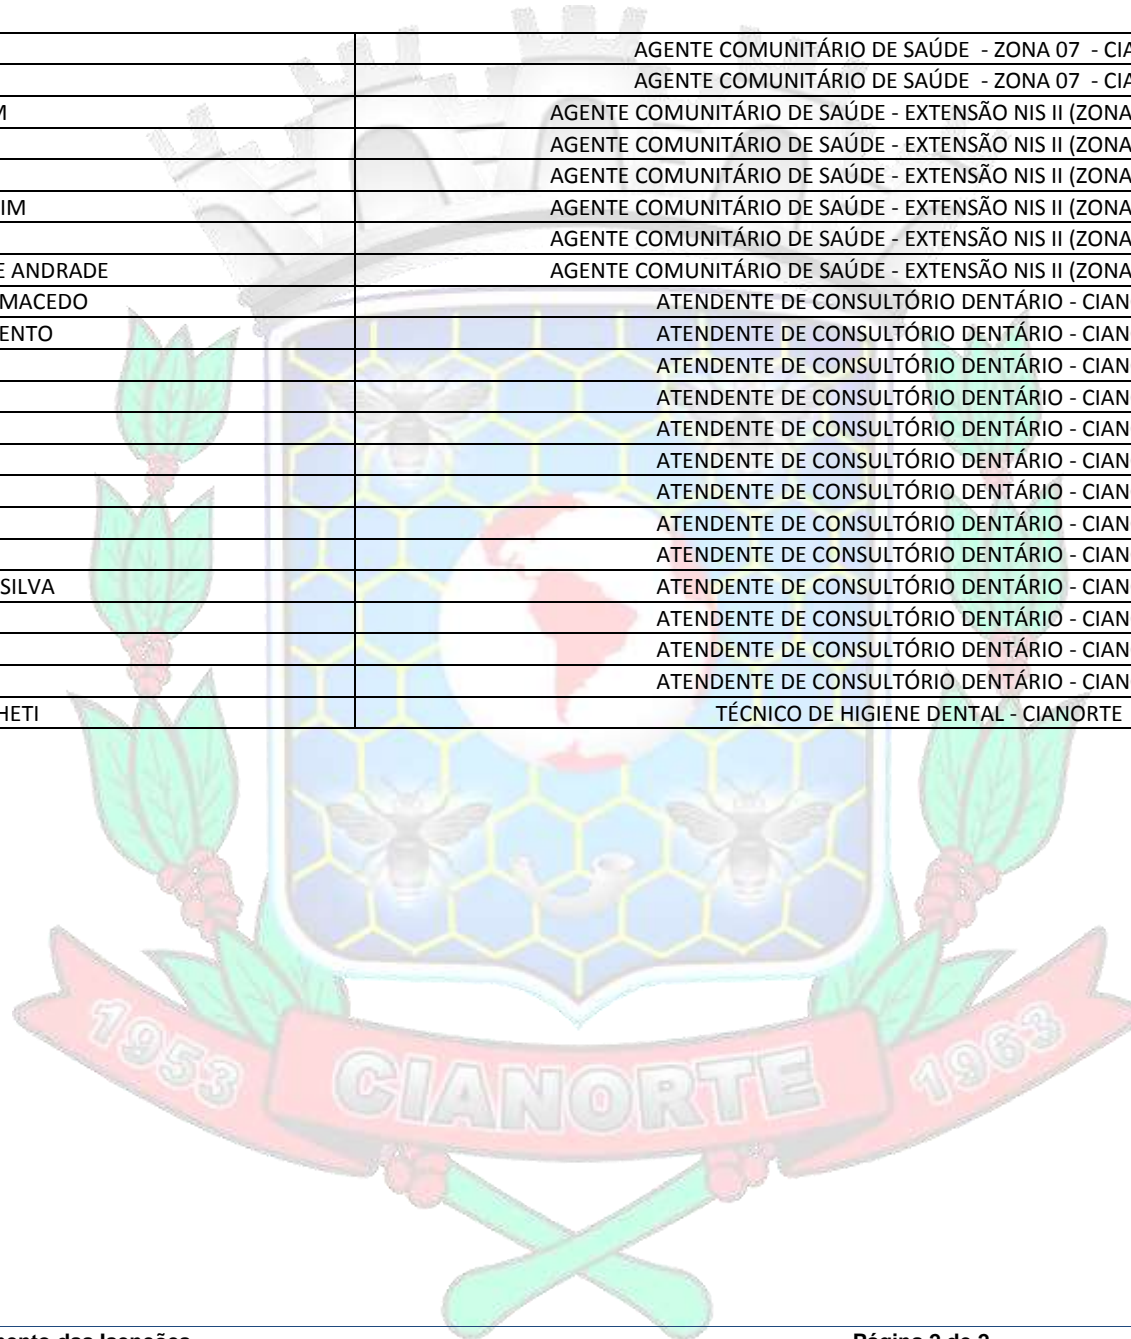 AGENTE COMUNITÁRIO DE SAÚDE - ZONA 07 - CIA
AGENTE COMUNITÁRIO DE SAÚDE - ZONA 07 - CIA
M AGENTE COMUNITÁRIO DE SAÚDE - EXTENSÃO NIS II (ZONA
AGENTE COMUNITÁRIO DE SAÚDE - EXTENSÃO NIS II (ZONA
AGENTE COMUNITÁRIO DE SAÚDE - EXTENSÃO NIS II (ZONA
IM AGENTE COMUNITÁRIO DE SAÚDE - EXTENSÃO NIS II (ZONA
AGENTE COMUNITÁRIO DE SAÚDE - EXTENSÃO NIS II (ZONA
E ANDRADE AGENTE COMUNITÁRIO DE SAÚDE - EXTENSÃO NIS II (ZONA
MACEDO ATENDENTE DE CONSULTÓRIO DENTÁRIO - CIAN
ENTO ATENDENTE DE CONSULTÓRIO DENTÁRIO - CIAN
ATENDENTE DE CONSULTÓRIO DENTÁRIO - CIAN
ATENDENTE DE CONSULTÓRIO DENTÁRIO - CIAN
ATENDENTE DE CONSULTÓRIO DENTÁRIO - CIAN
ATENDENTE DE CONSULTÓRIO DENTÁRIO - CIAN
ATENDENTE DE CONSULTÓRIO DENTÁRIO - CIAN
ATENDENTE DE CONSULTÓRIO DENTÁRIO - CIAN
ATENDENTE DE CONSULTÓRIO DENTÁRIO - CIAN
SILVA ATENDENTE DE CONSULTÓRIO DENTÁRIO - CIAN
ATENDENTE DE CONSULTÓRIO DENTÁRIO - CIAN
ATENDENTE DE CONSULTÓRIO DENTÁRIO - CIAN
ATENDENTE DE CONSULTÓRIO DENTÁRIO - CIAN
HETI TÉCNICO DE HIGIENE DENTAL - CIANORTE
1953 CIANORTE 1963
das Isenções Página 2 de 2